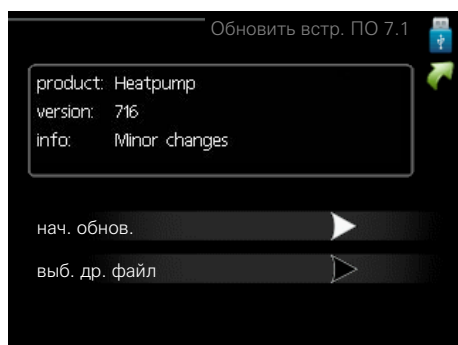 Обновить встр. ПО 7.1
product: Heatpump
version: 716
info: Minor changes
нач. обнов.
выб. др. файл